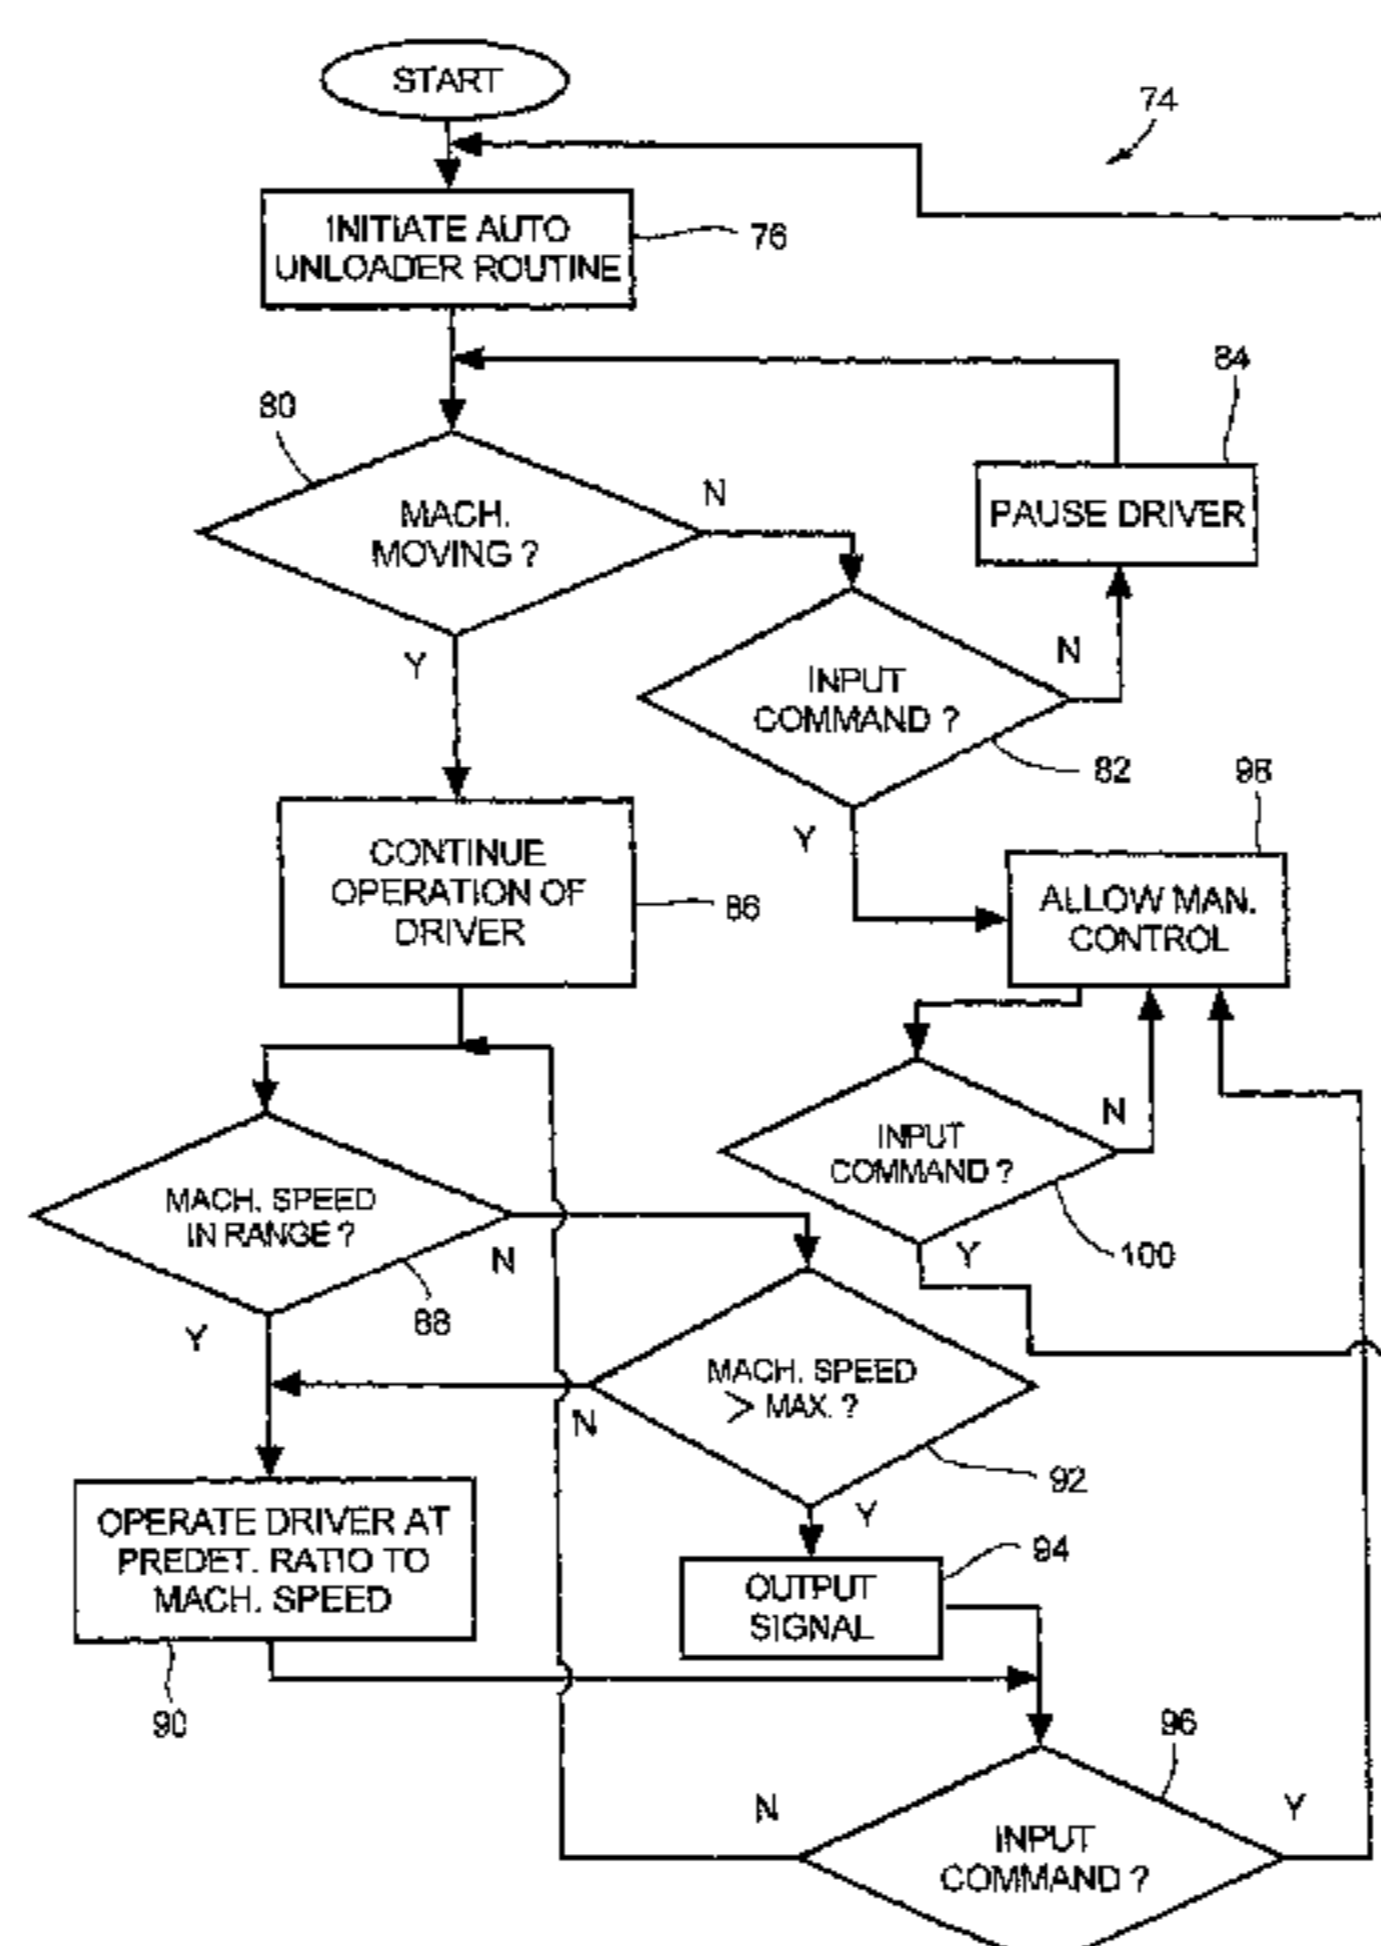 START
74
INITIATE AUTO
UNLOADER ROUTINE
76
84
80
N
PAUSE DRIVER
MACH.
MOVING ?
Y
N
INPUT
COMMAND ?
82
98
Y
CONTINUE
OPERATION OF
DRIVER
86
ALLOW MAN.
CONTROL
N
INPUT
COMMAND ?
MACH. SPEED
IN RANGE ?
N
Y
100
88
Y
MACH. SPEED
> MAX. ?
N
92
Y
OPERATE DRIVER AT
PREDET. RATIO TO
MACH. SPEED
94
OUTPUT
SIGNAL
90
96
N
Y
INPUT
COMMAND ?